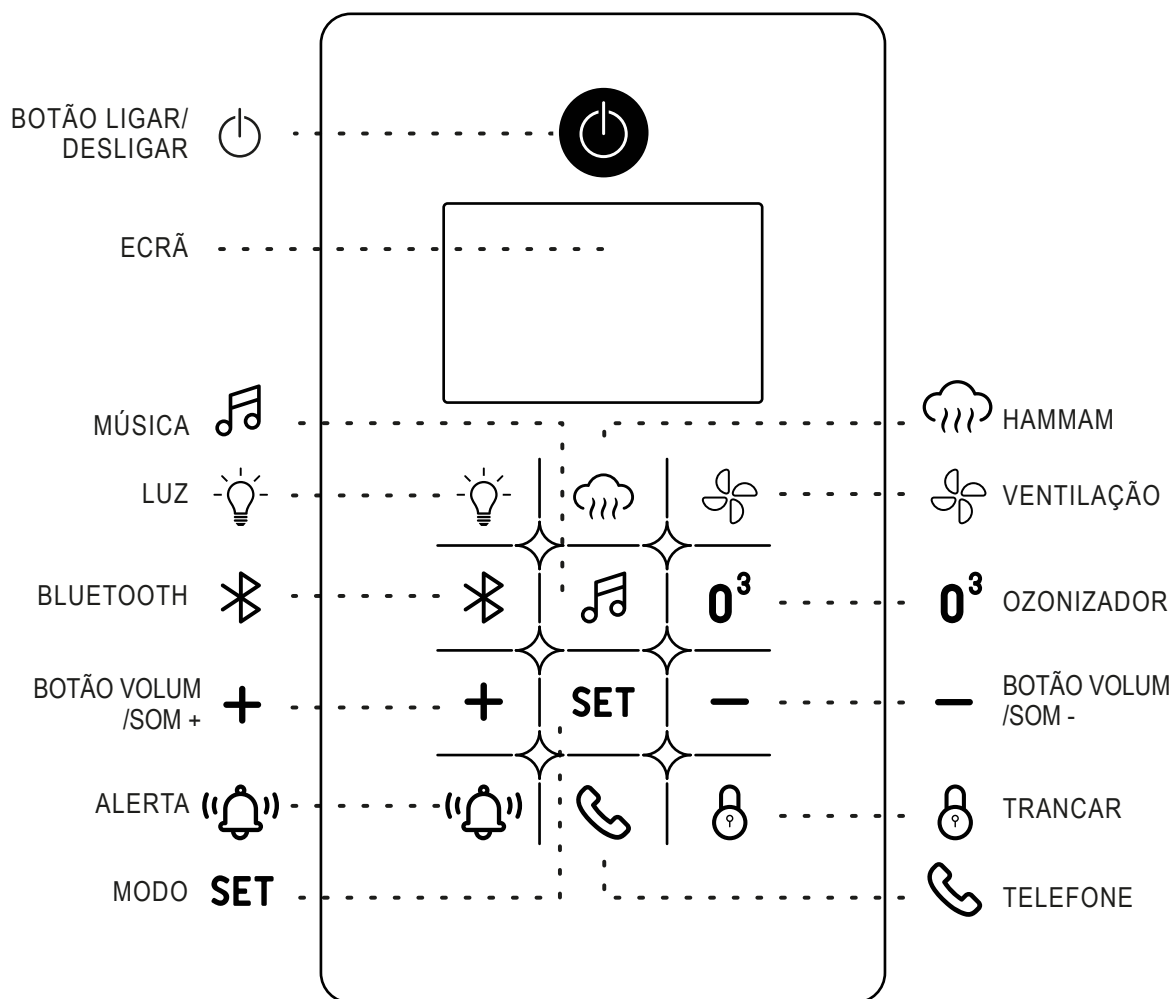 BOTÃO LIGAR/
DESLIGAR
ECRÃ
MÚSICA
HAMMAM
LUZ
VENTILAÇÃO
BLUETOOTH
0³
0³
OZONIZADOR
BOTÃO VOLUM
/SOM +
+
+
SET
−
−
BOTÃO VOLUM
/SOM -
ALERTA
TRANCAR
MODO SET
TELEFONE